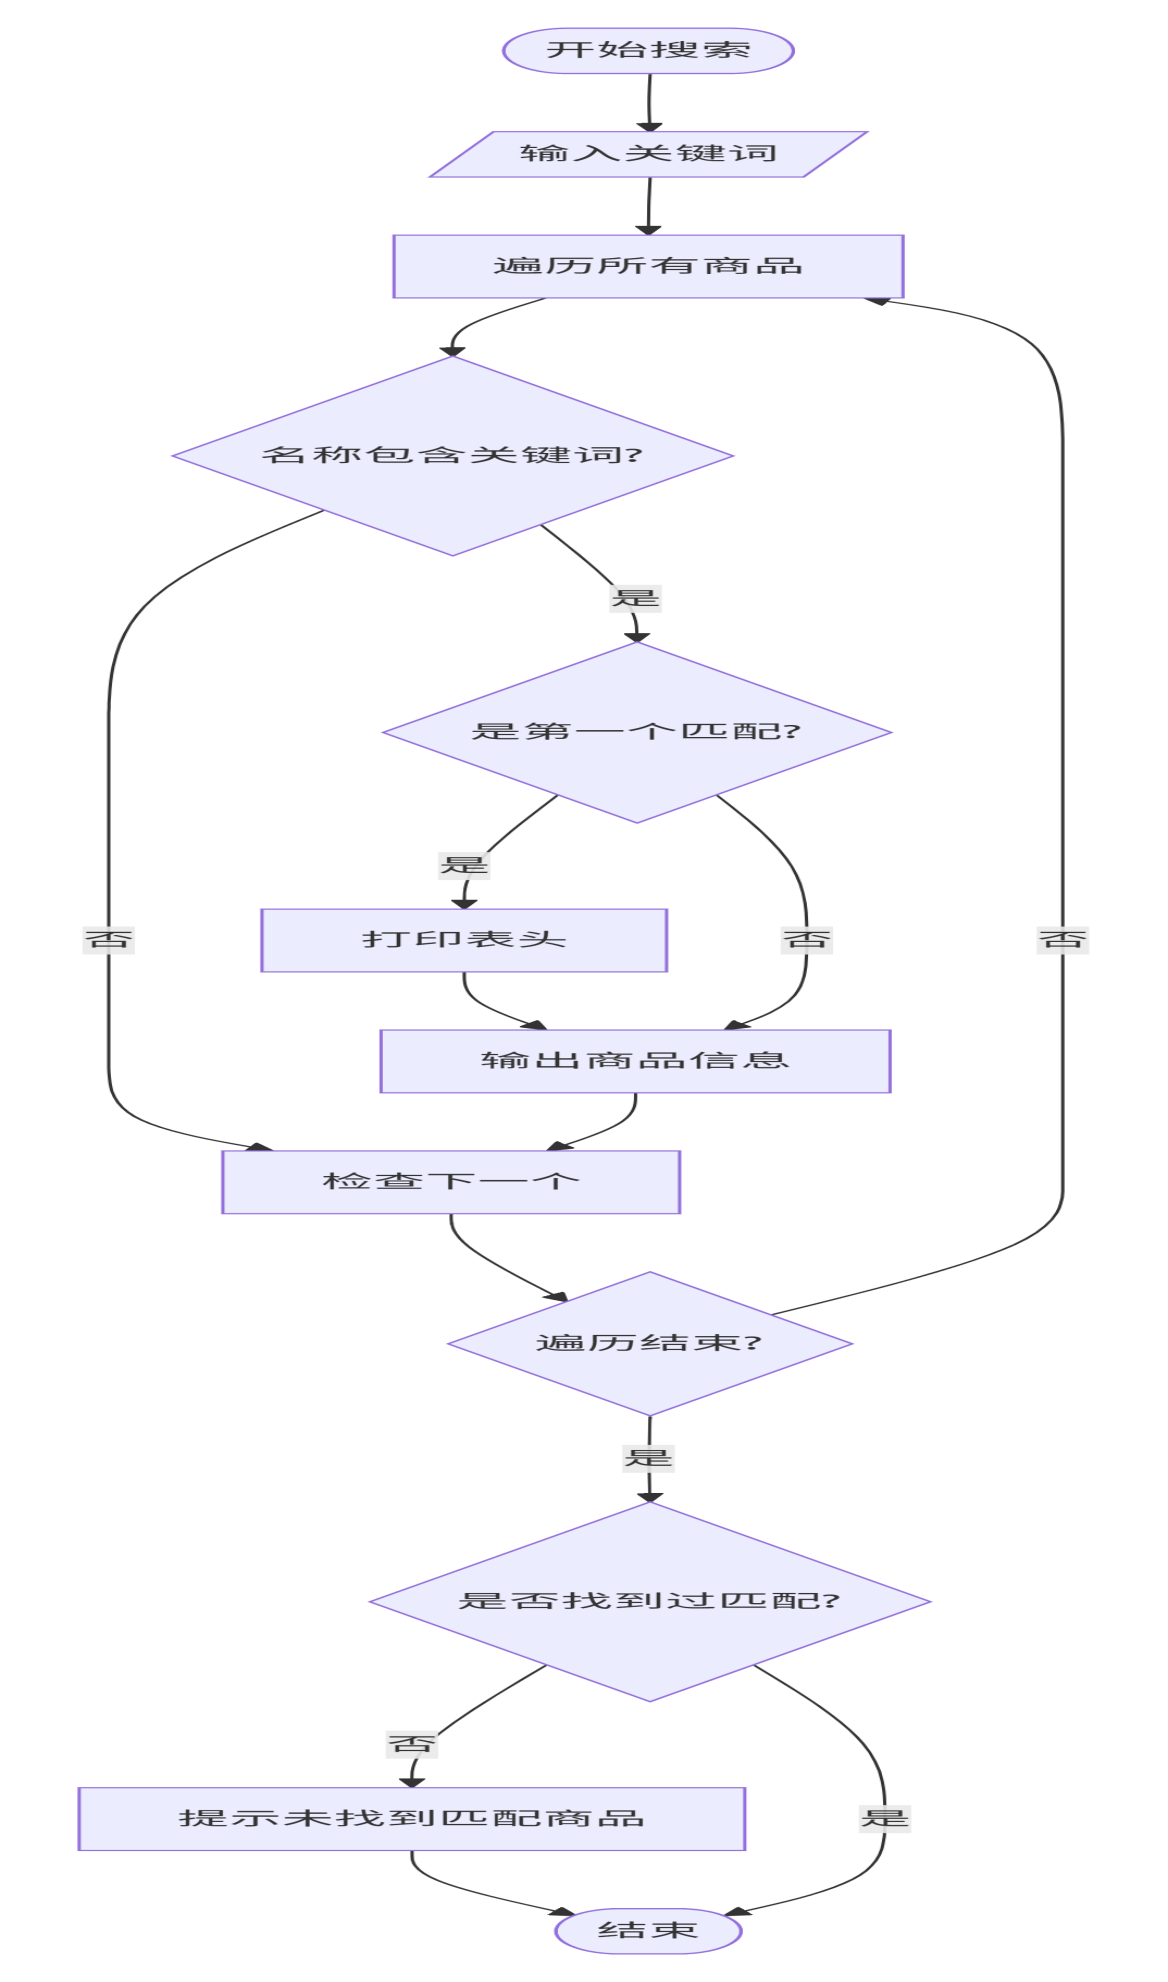 开始搜索
输入关键词
遍历所有商品
名称包含关键词?
是
是第一个匹配?
是
否
打印表头
否
否
输出商品信息
检查下一个
遍历结束?
是
是否找到过匹配?
否
提示未找到匹配商品
是
结束